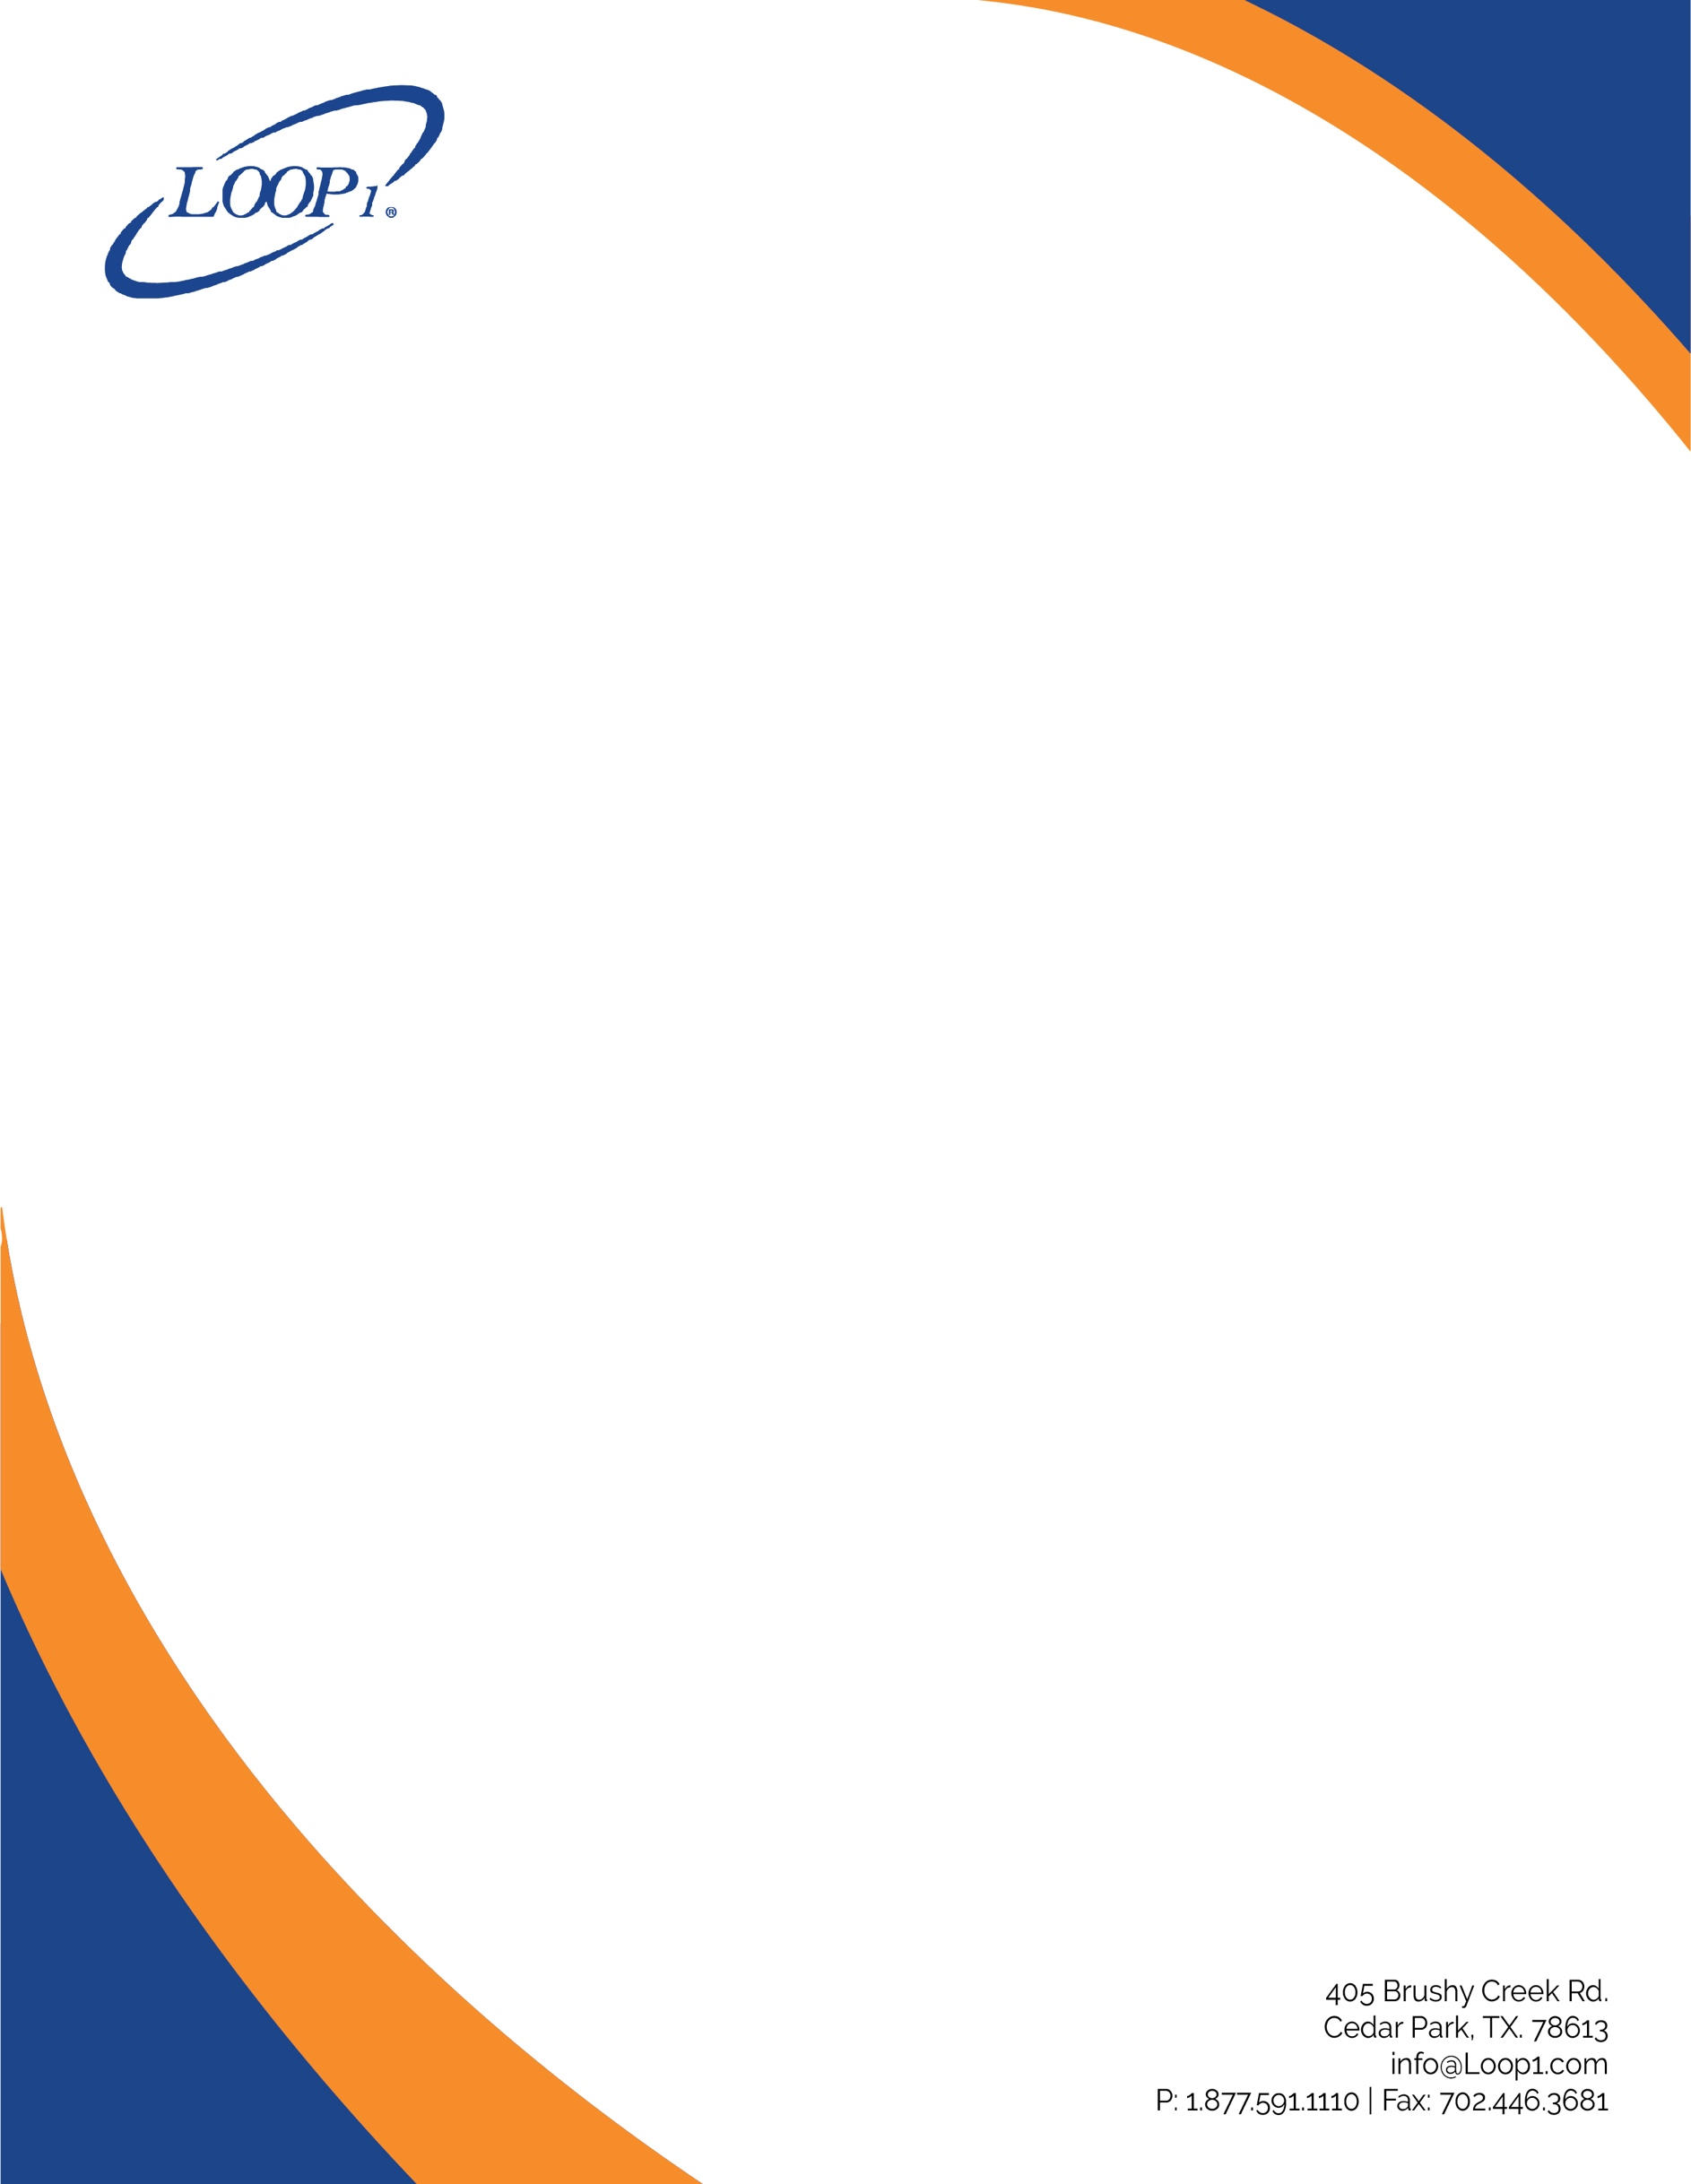 LOOP1®
405 Brushy Creek Rd.
Cedar Park, TX. 78613
info@Loop1.com
P: 1.877.591.1110 | Fax: 702.446.3681